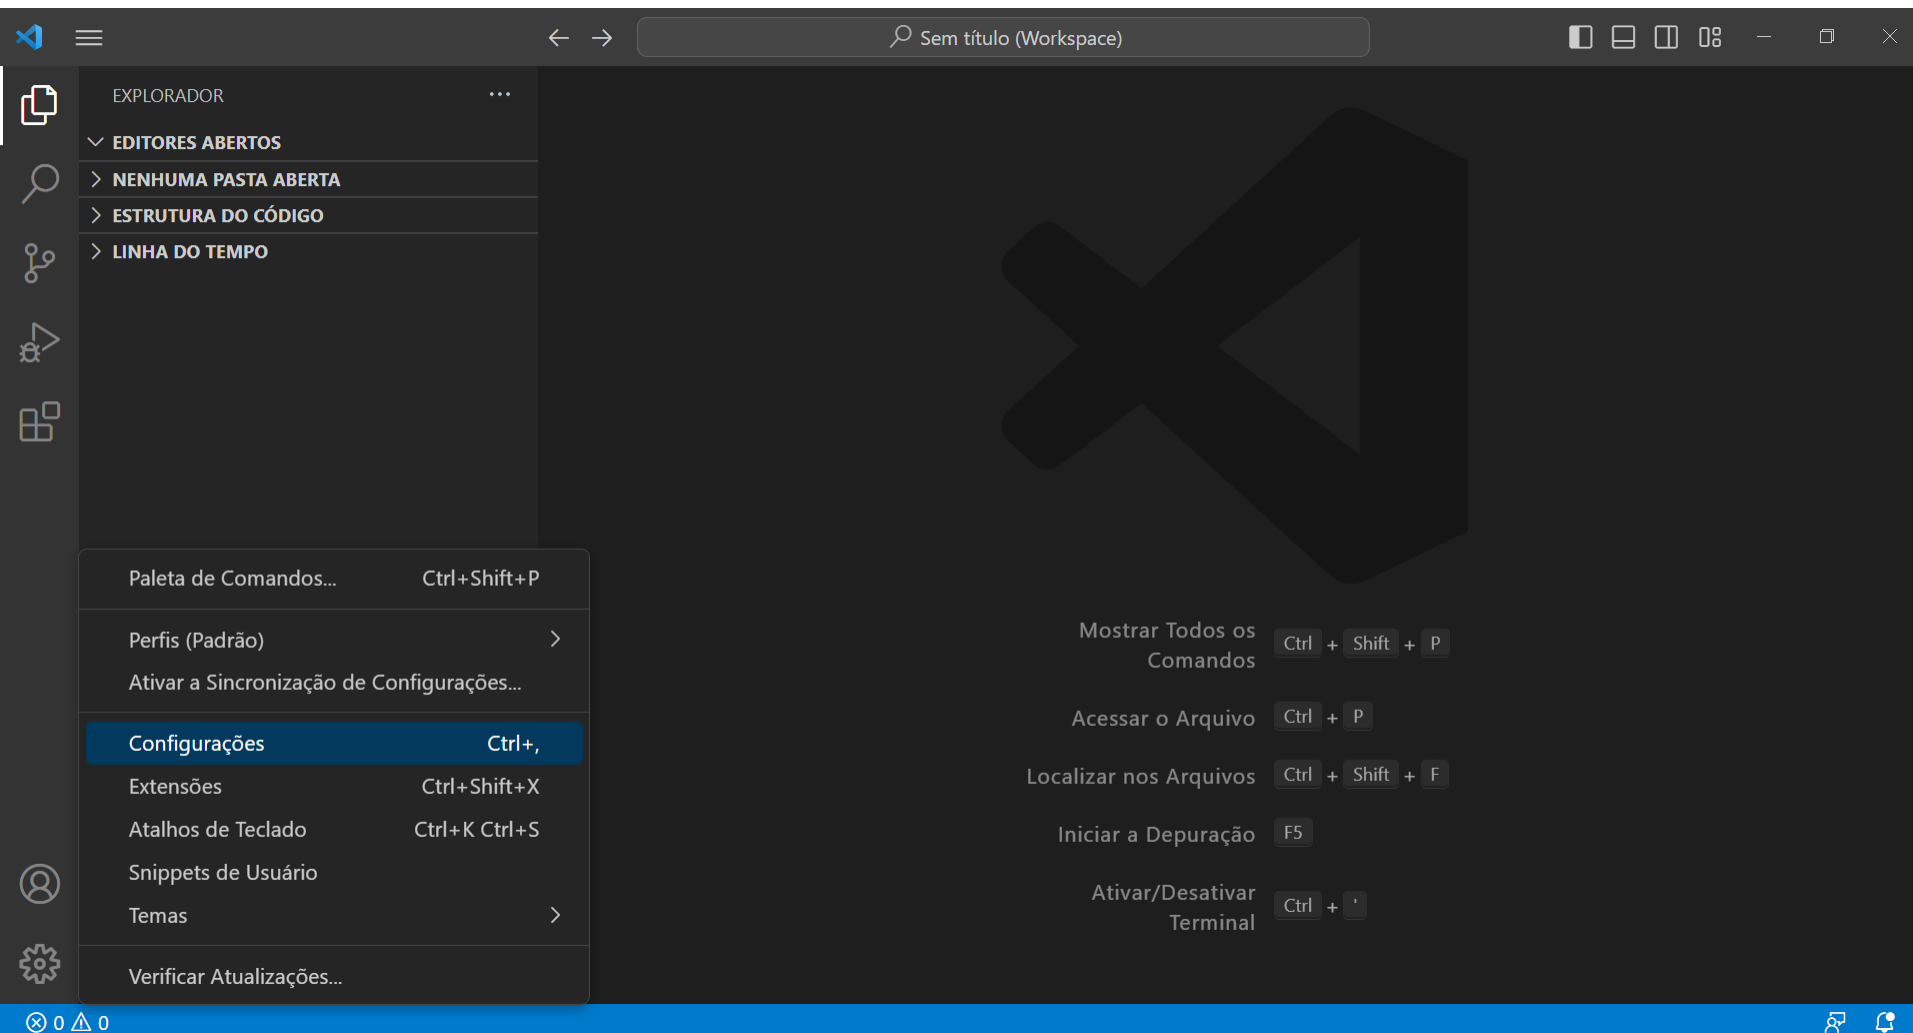 Sem título (Workspace)
EXPLORADOR
EDITORES ABERTOS
NENHUMA PASTA ABERTA
ESTRUTURA DO CÓDIGO
LINHA DO TEMPO
Paleta de Comandos... Ctrl+Shift+P
Perfis (Padrão)
Ativar a Sincronização de Configurações...
Configurações Ctrl+,
Extensões Ctrl+Shift+X
Atalhos de Teclado Ctrl+K Ctrl+S
Snippets de Usuário
Temas
Verificar Atualizações...
Mostrar Todos os
Comandos Ctrl + Shift + P
Acessar o Arquivo Ctrl + P
Localizar nos Arquivos Ctrl + Shift + F
Iniciar a Depuração F5
Ativar/Desativar
Terminal Ctrl + '
0 0